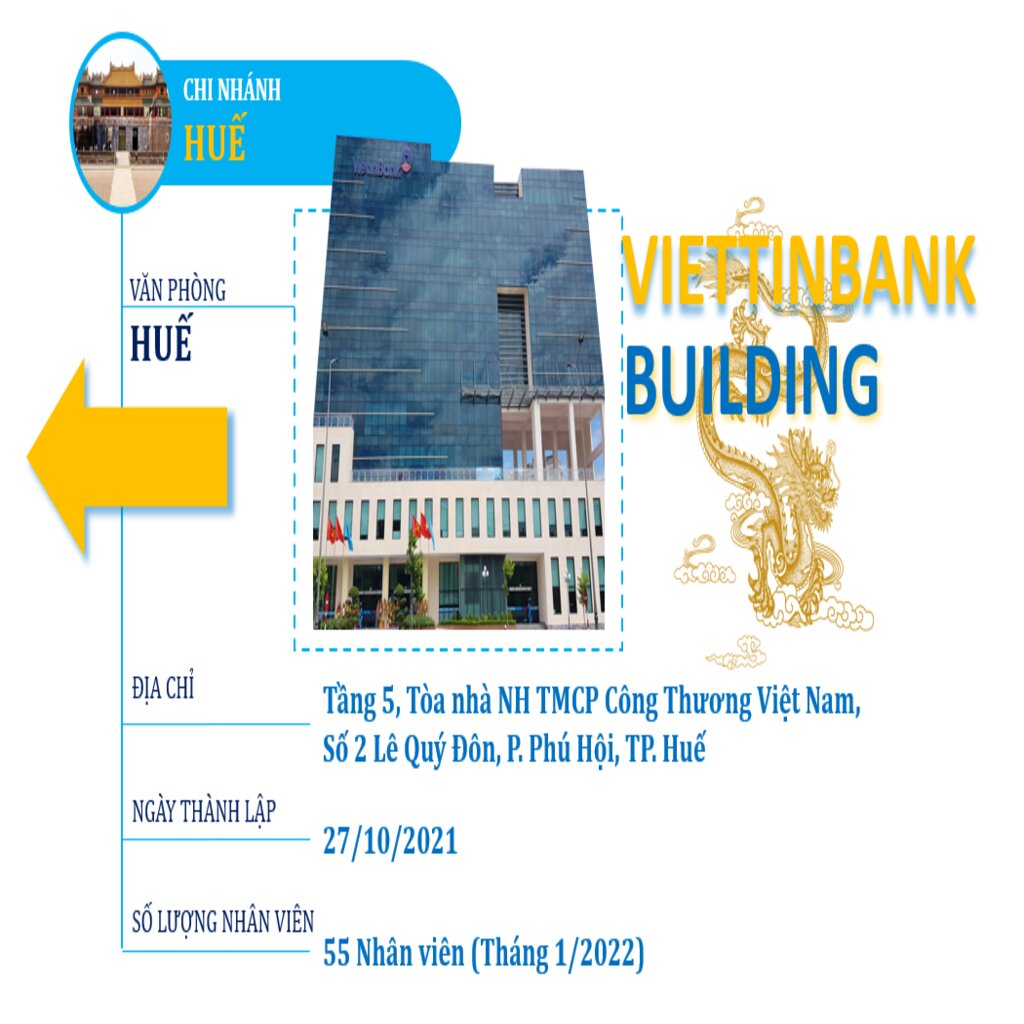 CHI NHÁNH
HUẾ
VietinBank
VIETTINBANK
BUILDING
VĂN PHÒNG
HUẾ
ĐỊA CHỈ
Tầng 5, Tòa nhà NH TMCP Công Thương Việt Nam,
Số 2 Lê Quý Đôn, P. Phú Hội, TP. Huế
NGÀY THÀNH LẬP
27/10/2021
SỐ LƯỢNG NHÂN VIÊN
55 Nhân viên (Tháng 1/2022)